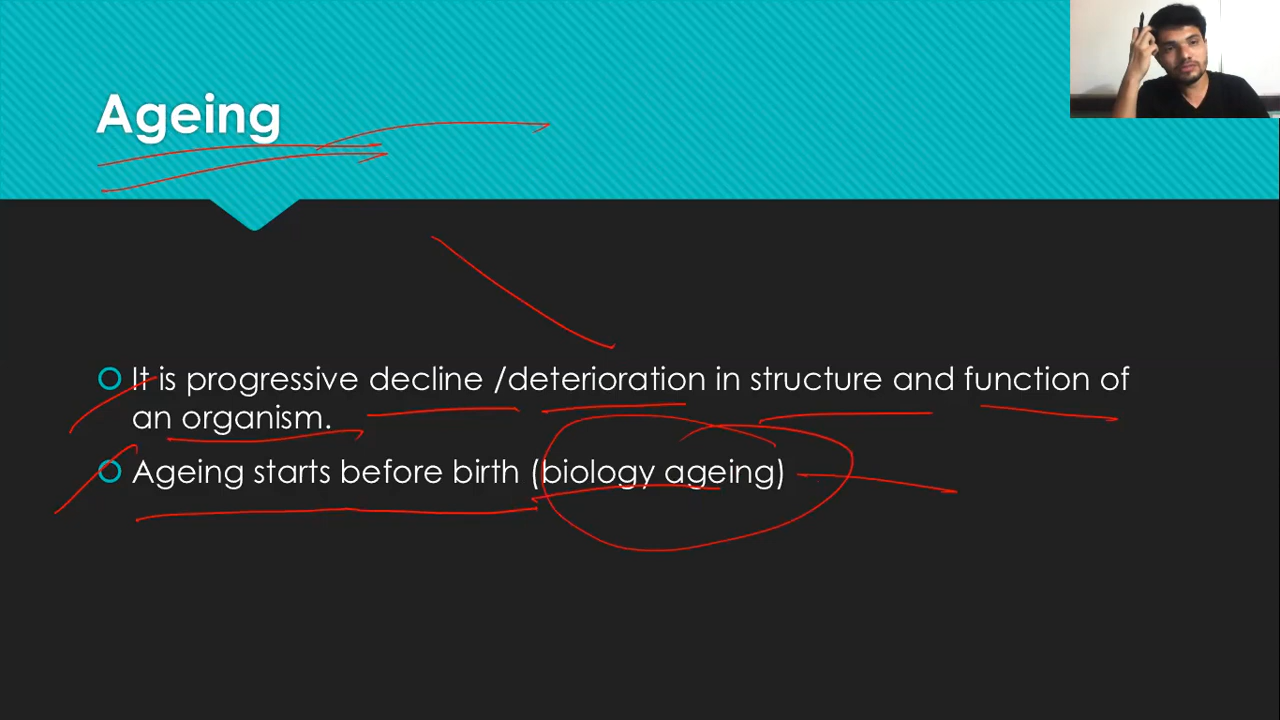 Ageing
It is progressive decline /deterioration in structure and function of
an organism.
Ageing starts before birth (biology ageing)